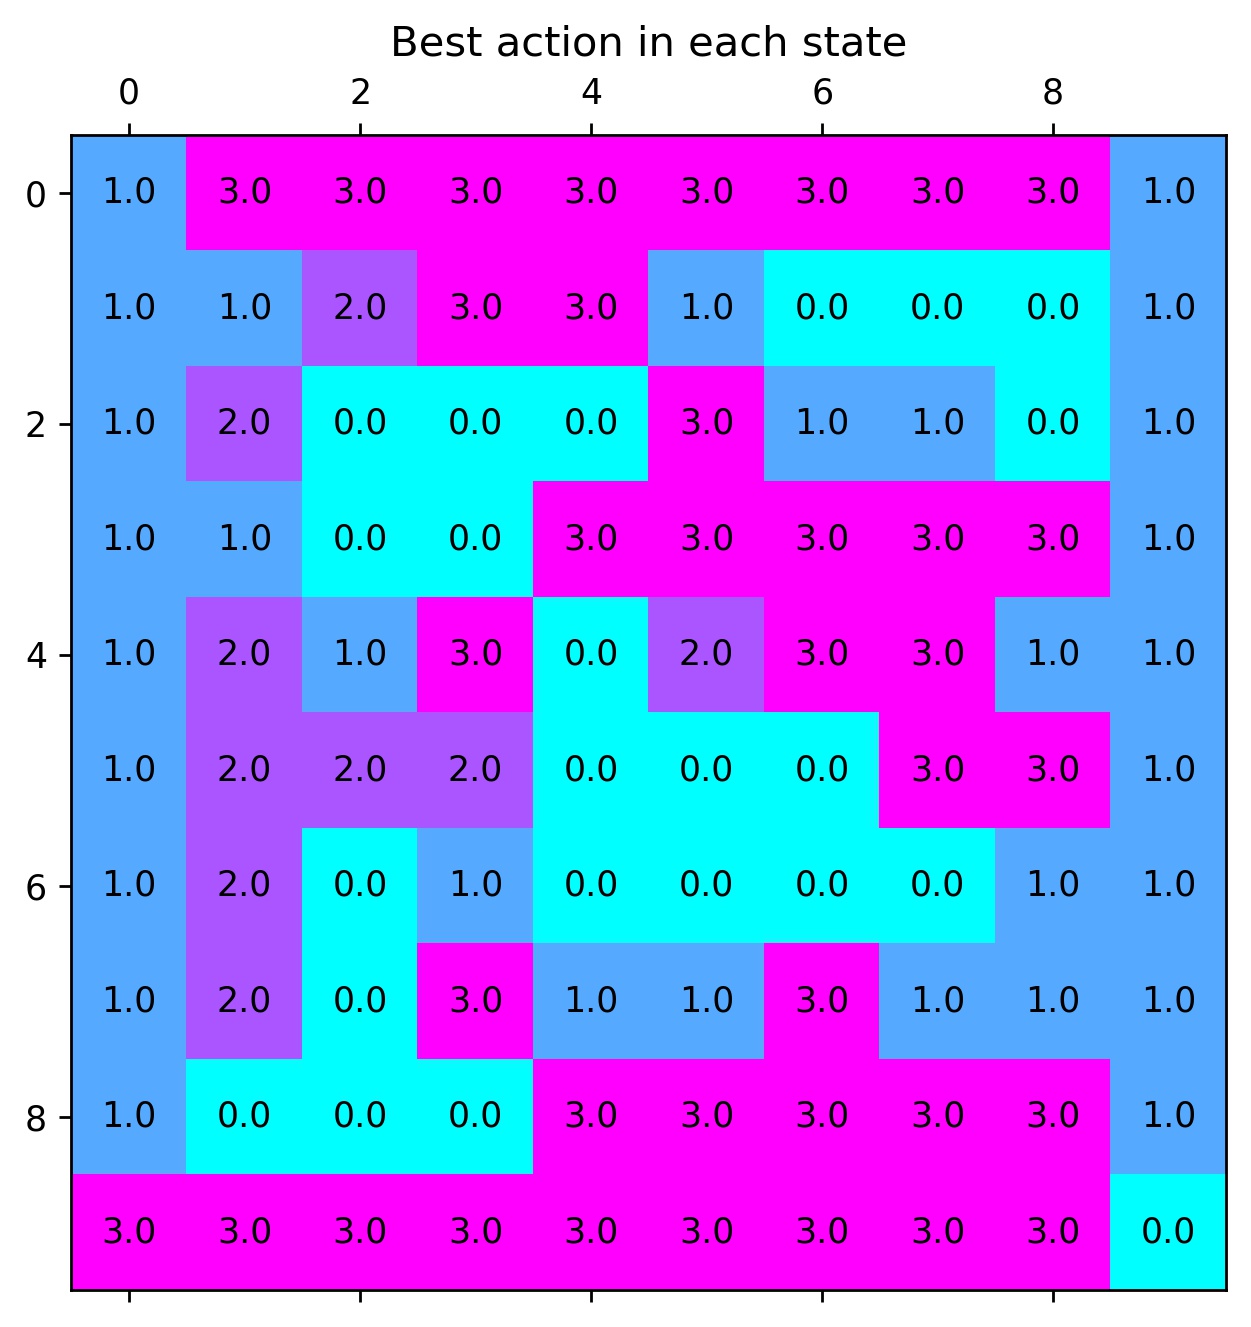 Best action in each state
0 2 4 6 8
0 1.0 3.0 3.0 3.0 3.0 3.0 3.0 3.0 3.0 1.0
1.0 1.0 2.0 3.0 3.0 1.0 0.0 0.0 0.0 1.0
2 1.0 2.0 0.0 0.0 0.0 3.0 1.0 1.0 0.0 1.0
1.0 1.0 0.0 0.0 3.0 3.0 3.0 3.0 3.0 1.0
4 1.0 2.0 1.0 3.0 0.0 2.0 3.0 3.0 1.0 1.0
1.0 2.0 2.0 2.0 0.0 0.0 0.0 3.0 3.0 1.0
6 1.0 2.0 0.0 1.0 0.0 0.0 0.0 0.0 1.0 1.0
1.0 2.0 0.0 3.0 1.0 1.0 3.0 1.0 1.0 1.0
8 1.0 0.0 0.0 0.0 3.0 3.0 3.0 3.0 3.0 1.0
3.0 3.0 3.0 3.0 3.0 3.0 3.0 3.0 3.0 0.0